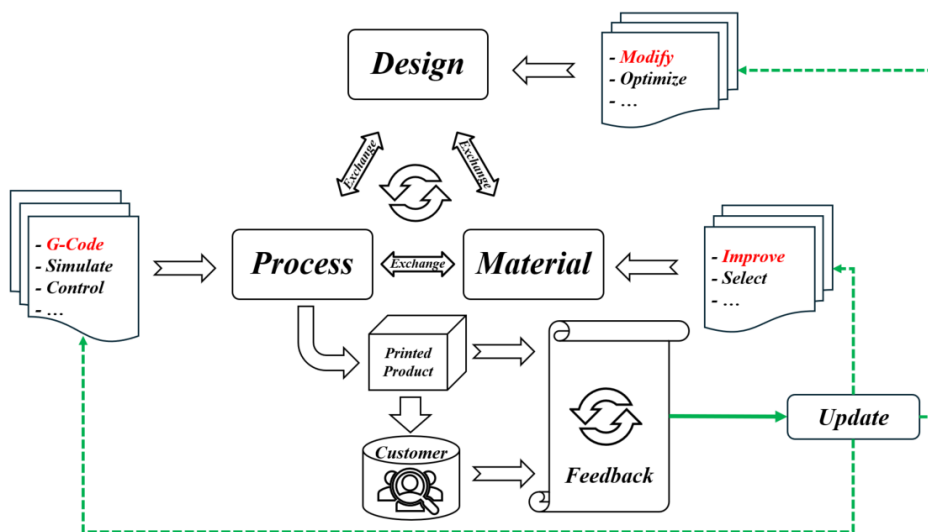 Design
- Modify
- Optimize
- ...
Exchange
Exchange
- G-Code
- Simulate
- Control
- ...
Process
Exchange
Material
- Improve
- Select
- ...
Printed
Product
Customer
Feedback
Update